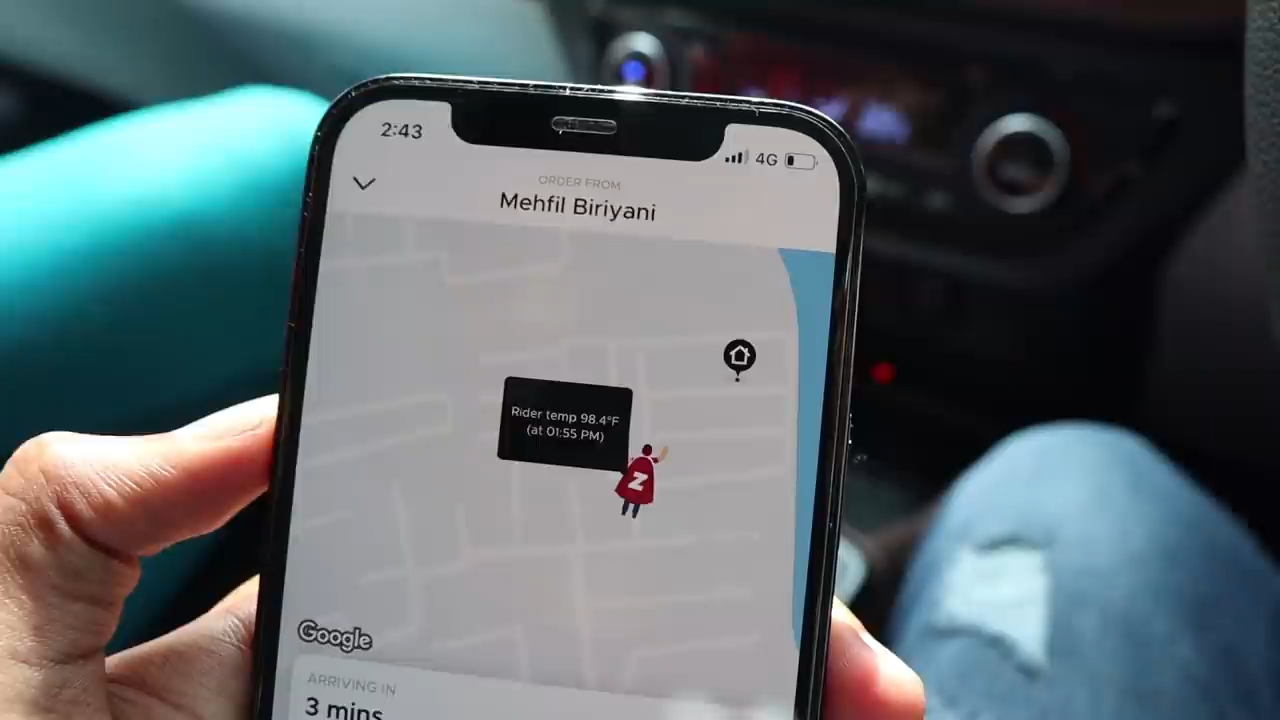 2:43
4G
ORDER FROM
Mehfil Biriyani
Rider temp 98.4°F
(at 01:55 PM)
Z
Google
ARRIVING IN
3 mins